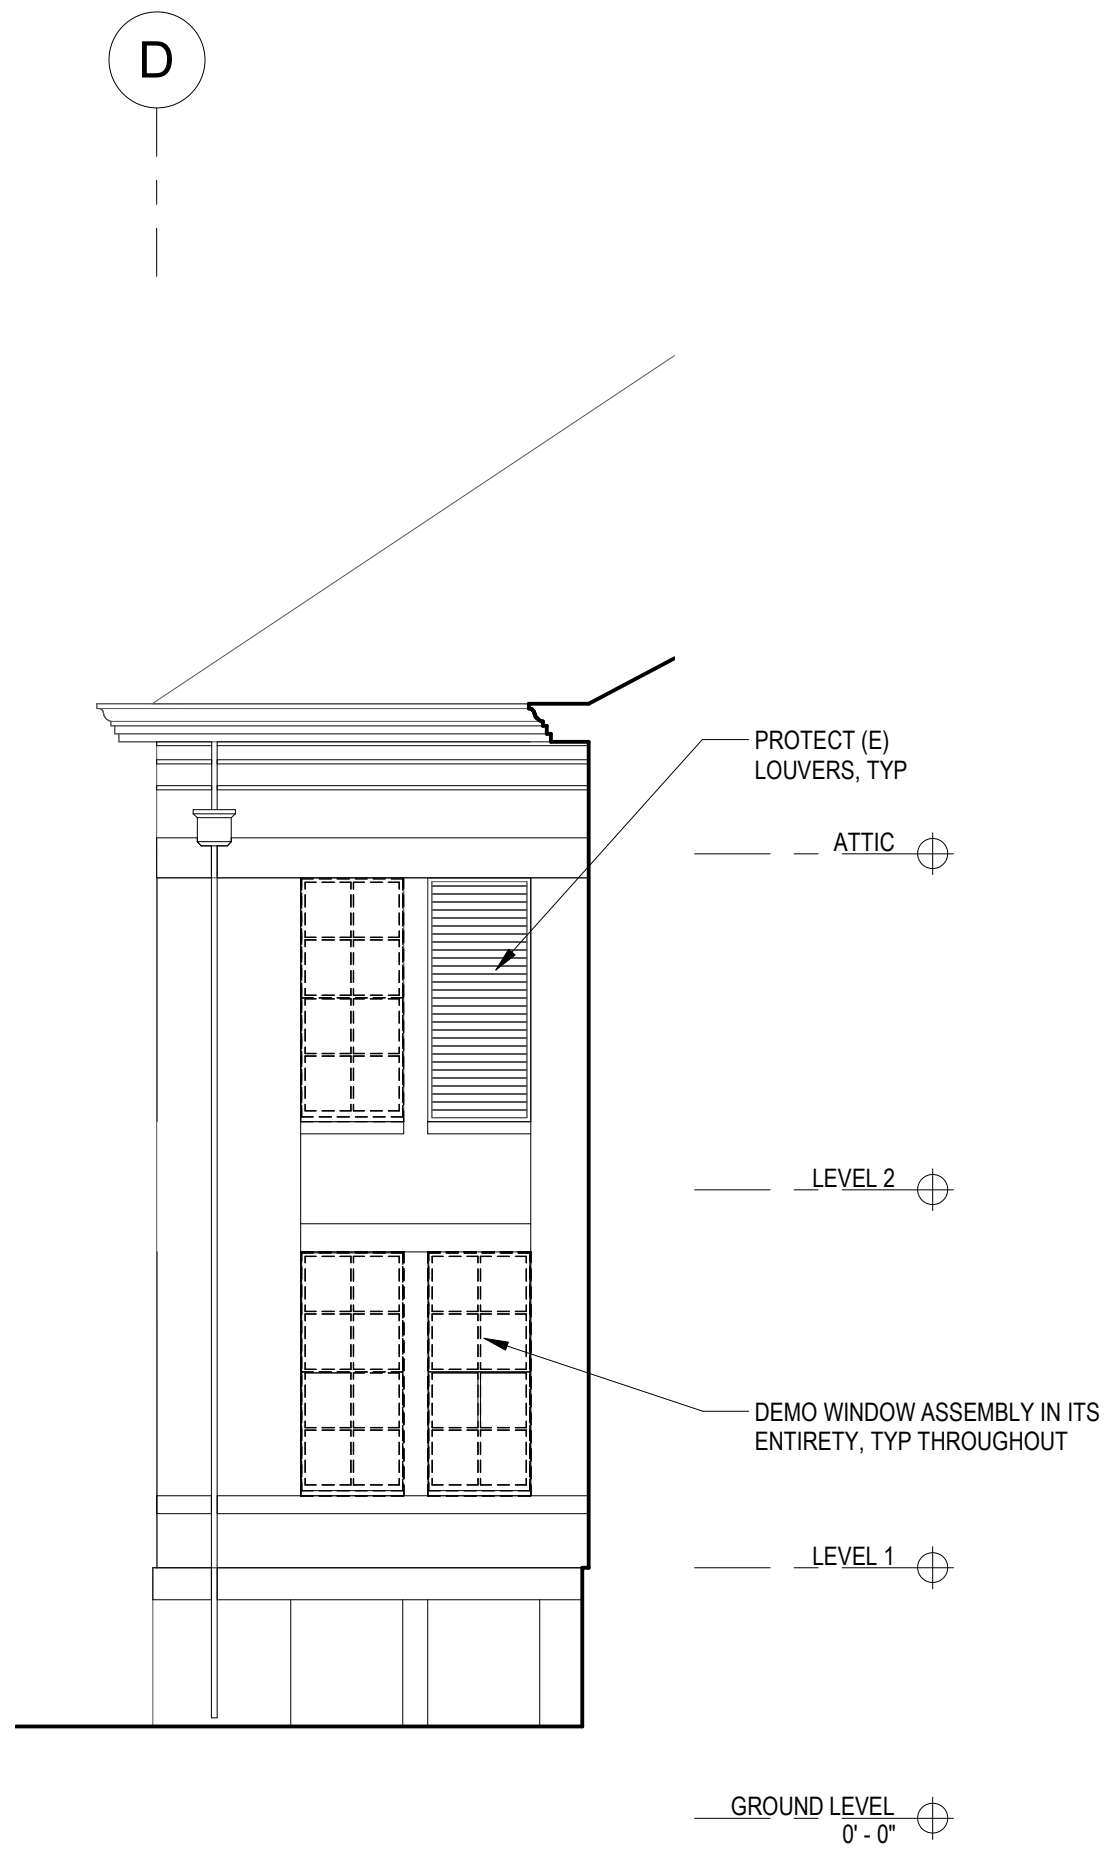 D
PROTECT (E)
LOUVERS, TYP
ATTIC
LEVEL 2
DEMO WINDOW ASSEMBLY IN ITS
ENTIRETY, TYP THROUGHOUT
LEVEL 1
GROUND LEVEL
0' - 0"